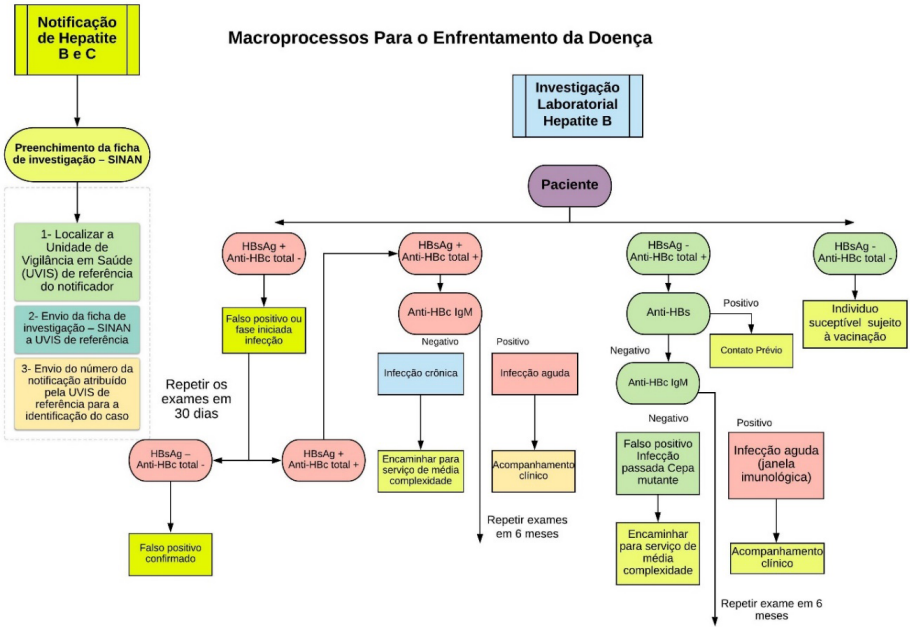 Notificação
de Hepatite
B e C
Macroprocessos Para o Enfrentamento da Doença
Investigação
Laboratorial
Hepatite B
Preenchimento da ficha
de investigação – SINAN
Paciente
1- Localizar a
Unidade de
Vigilância em Saúde
(UVIS) de referência
do notificador
2- Envio da ficha de
investigação – SINAN
a UVIS de referência
3- Envio do número da
notificação atribuído
pela UVIS de
referência para a
identificação do caso
HBsAg +
Anti-HBc total -
HBsAg +
Anti-HBc total +
HBsAg -
Anti-HBc total +
HBsAg -
Anti-HBc total -
Falso positivo ou
fase iniciada
infecção
Anti-HBc IgM
Anti-HBs
Positivo
Individuo
suceptível sujeito
à vacinação
Contato Prévio
Negativo
Positivo
Negativo
Infecção crônica
Infecção aguda
Anti-HBc IgM
Repetir os
exames em
30 dias
Negativo
Positivo
HBsAg –
Anti-HBc total -
HBsAg +
Anti-HBc total +
Encaminhar para
serviço de média
complexidade
Acompanhamento
clínico
Falso positivo
Infecção
passada Cepa
mutante
Infecção aguda
(janela
imunológica)
Repetir exames
em 6 meses
Falso positivo
confirmado
Encaminhar
para serviço de
média
complexidade
Acompanhamento
clínico
Repetir exame em 6
meses